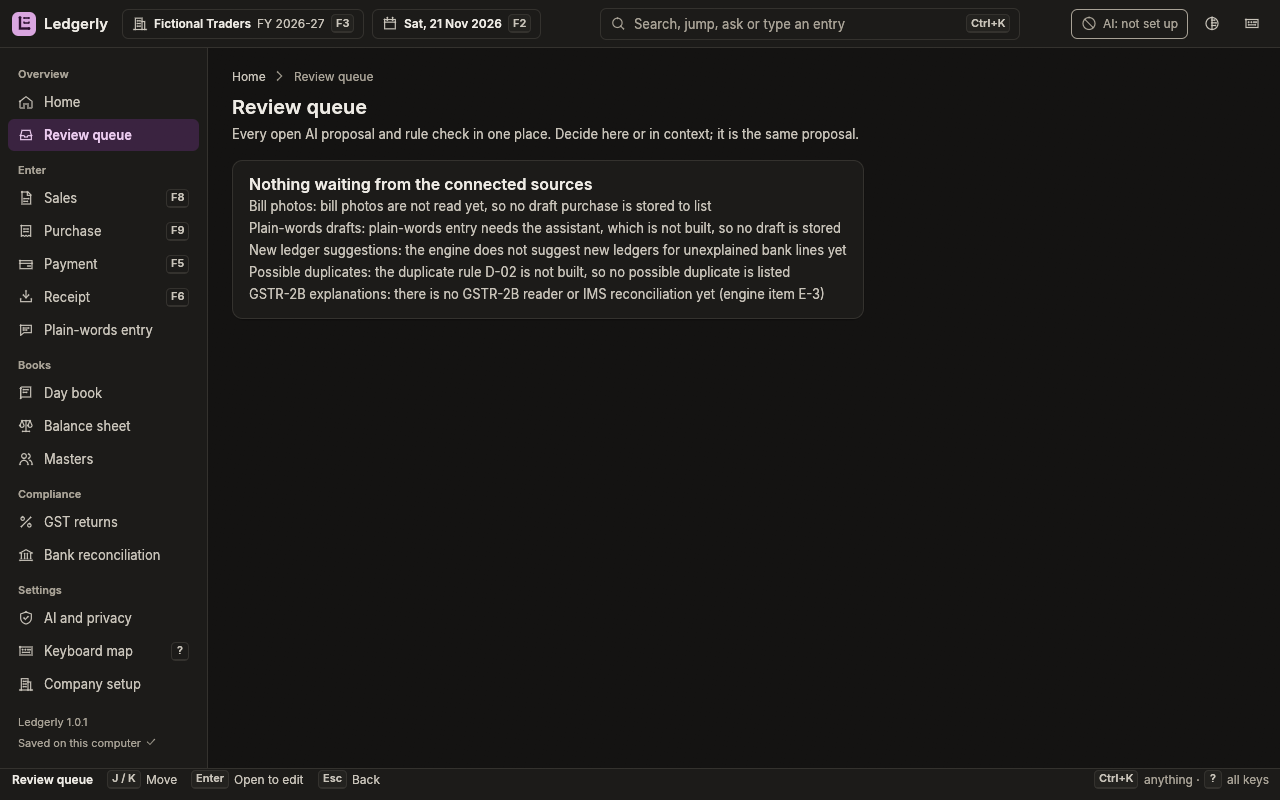 Ledgerly
Fictional Traders FY 2026-27 F3
Sat, 21 Nov 2026 F2
Search, jump, ask or type an entry Ctrl+K
AI: not set up
Overview
Home
Review queue
Enter
Sales F8
Purchase F9
Payment F5
Receipt F6
Plain-words entry
Books
Day book
Balance sheet
Masters
Compliance
GST returns
Bank reconciliation
Settings
AI and privacy
Keyboard map ?
Company setup
Ledgerly 1.0.1
Saved on this computer
Home Review queue
Review queue
Every open AI proposal and rule check in one place. Decide here or in context; it is the same proposal.
Nothing waiting from the connected sources
Bill photos: bill photos are not read yet, so no draft purchase is stored to list
Plain-words drafts: plain-words entry needs the assistant, which is not built, so no draft is stored
New ledger suggestions: the engine does not suggest new ledgers for unexplained bank lines yet
Possible duplicates: the duplicate rule D-02 is not built, so no possible duplicate is listed
GSTR-2B explanations: there is no GSTR-2B reader or IMS reconciliation yet (engine item E-3)
Review queue J / K Move Enter Open to edit Esc Back
Ctrl+K anything · ? all keys